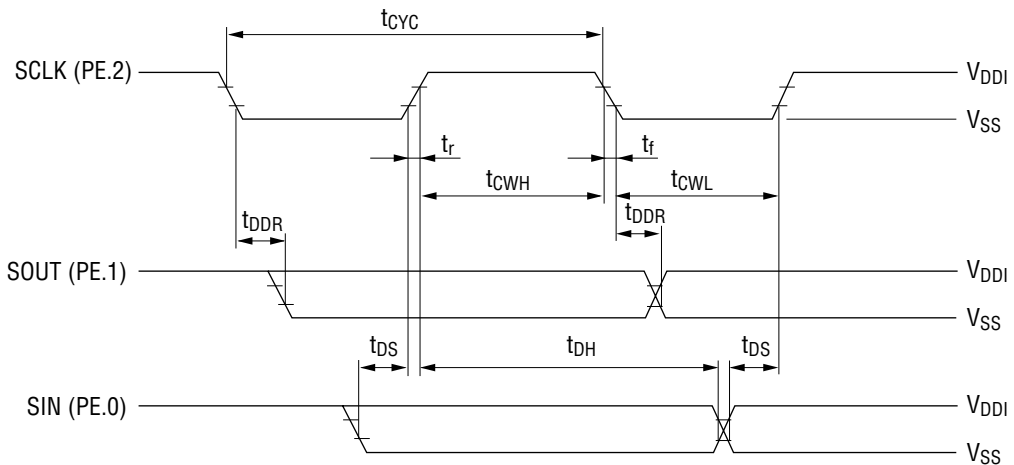 tCYC
SCLK (PE.2)
VDDI
VSS
tr
tf
tCWH
tCWL
tDDR
tDDR
SOUT (PE.1)
VDDI
VSS
tDS
tDH
tDS
SIN (PE.0)
VDDI
VSS